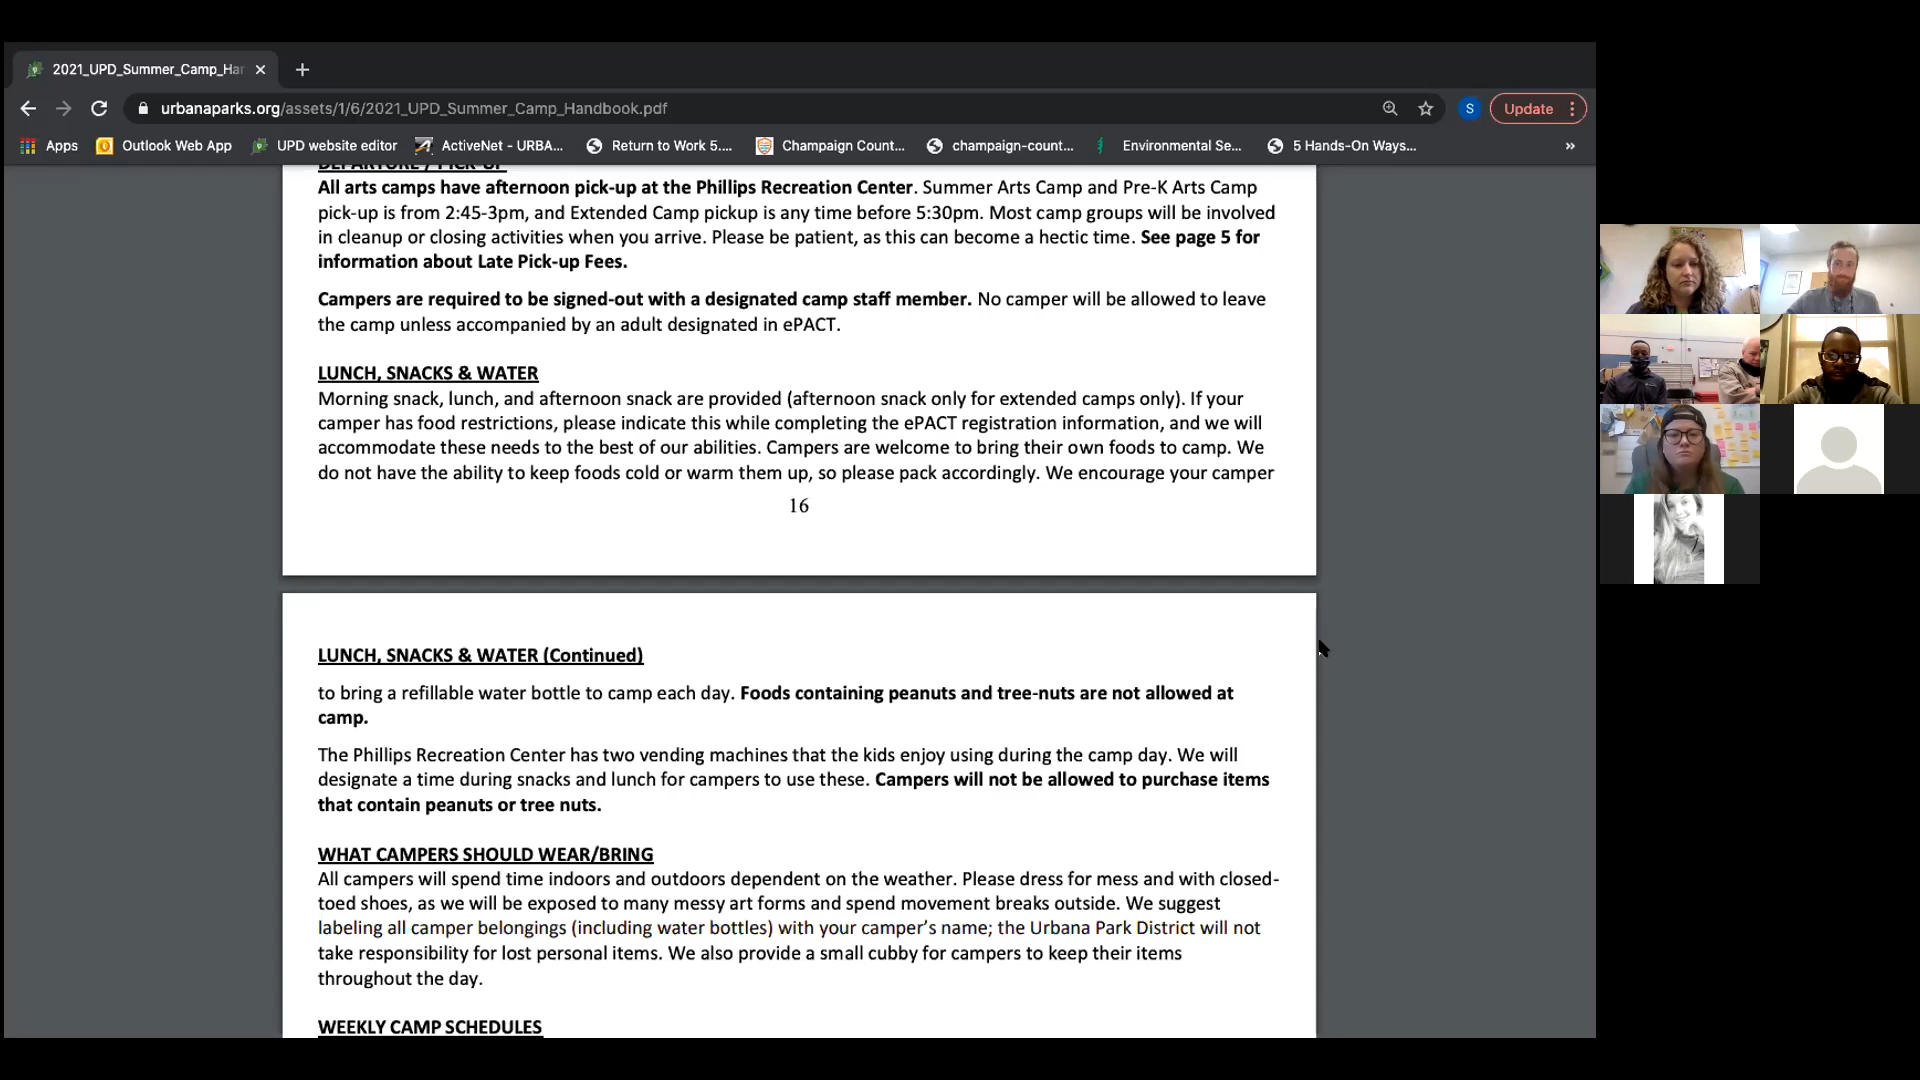 2021_UPD_Summer_Camp_Har
urbanaparks.org/assets/1/6/2021_UPD_Summer_Camp_Handbook.pdf
S
Update
Apps
Outlook Web App
UPD website editor
ActiveNet - URBA...
Return to Work 5....
Champaign Count...
champaign-count...
Environmental Se...
5 Hands-On Ways...
»
DEPARTURE / PICK-UP
All arts camps have afternoon pick-up at the Phillips Recreation Center. Summer Arts Camp and Pre-K Arts Camp
pick-up is from 2:45-3pm, and Extended Camp pickup is any time before 5:30pm. Most camp groups will be involved
in cleanup or closing activities when you arrive. Please be patient, as this can become a hectic time. See page 5 for
information about Late Pick-up Fees.
Campers are required to be signed-out with a designated camp staff member. No camper will be allowed to leave
the camp unless accompanied by an adult designated in ePACT.
LUNCH, SNACKS & WATER
Morning snack, lunch, and afternoon snack are provided (afternoon snack only for extended camps only). If your
camper has food restrictions, please indicate this while completing the ePACT registration information, and we will
accommodate these needs to the best of our abilities. Campers are welcome to bring their own foods to camp. We
do not have the ability to keep foods cold or warm them up, so please pack accordingly. We encourage your camper
16
LUNCH, SNACKS & WATER (Continued)
to bring a refillable water bottle to camp each day. Foods containing peanuts and tree-nuts are not allowed at
camp.
The Phillips Recreation Center has two vending machines that the kids enjoy using during the camp day. We will
designate a time during snacks and lunch for campers to use these. Campers will not be allowed to purchase items
that contain peanuts or tree nuts.
WHAT CAMPERS SHOULD WEAR/BRING
All campers will spend time indoors and outdoors dependent on the weather. Please dress for mess and with closed-
toed shoes, as we will be exposed to many messy art forms and spend movement breaks outside. We suggest
labeling all camper belongings (including water bottles) with your camper’s name; the Urbana Park District will not
take responsibility for lost personal items. We also provide a small cubby for campers to keep their items
throughout the day.
WEEKLY CAMP SCHEDULES